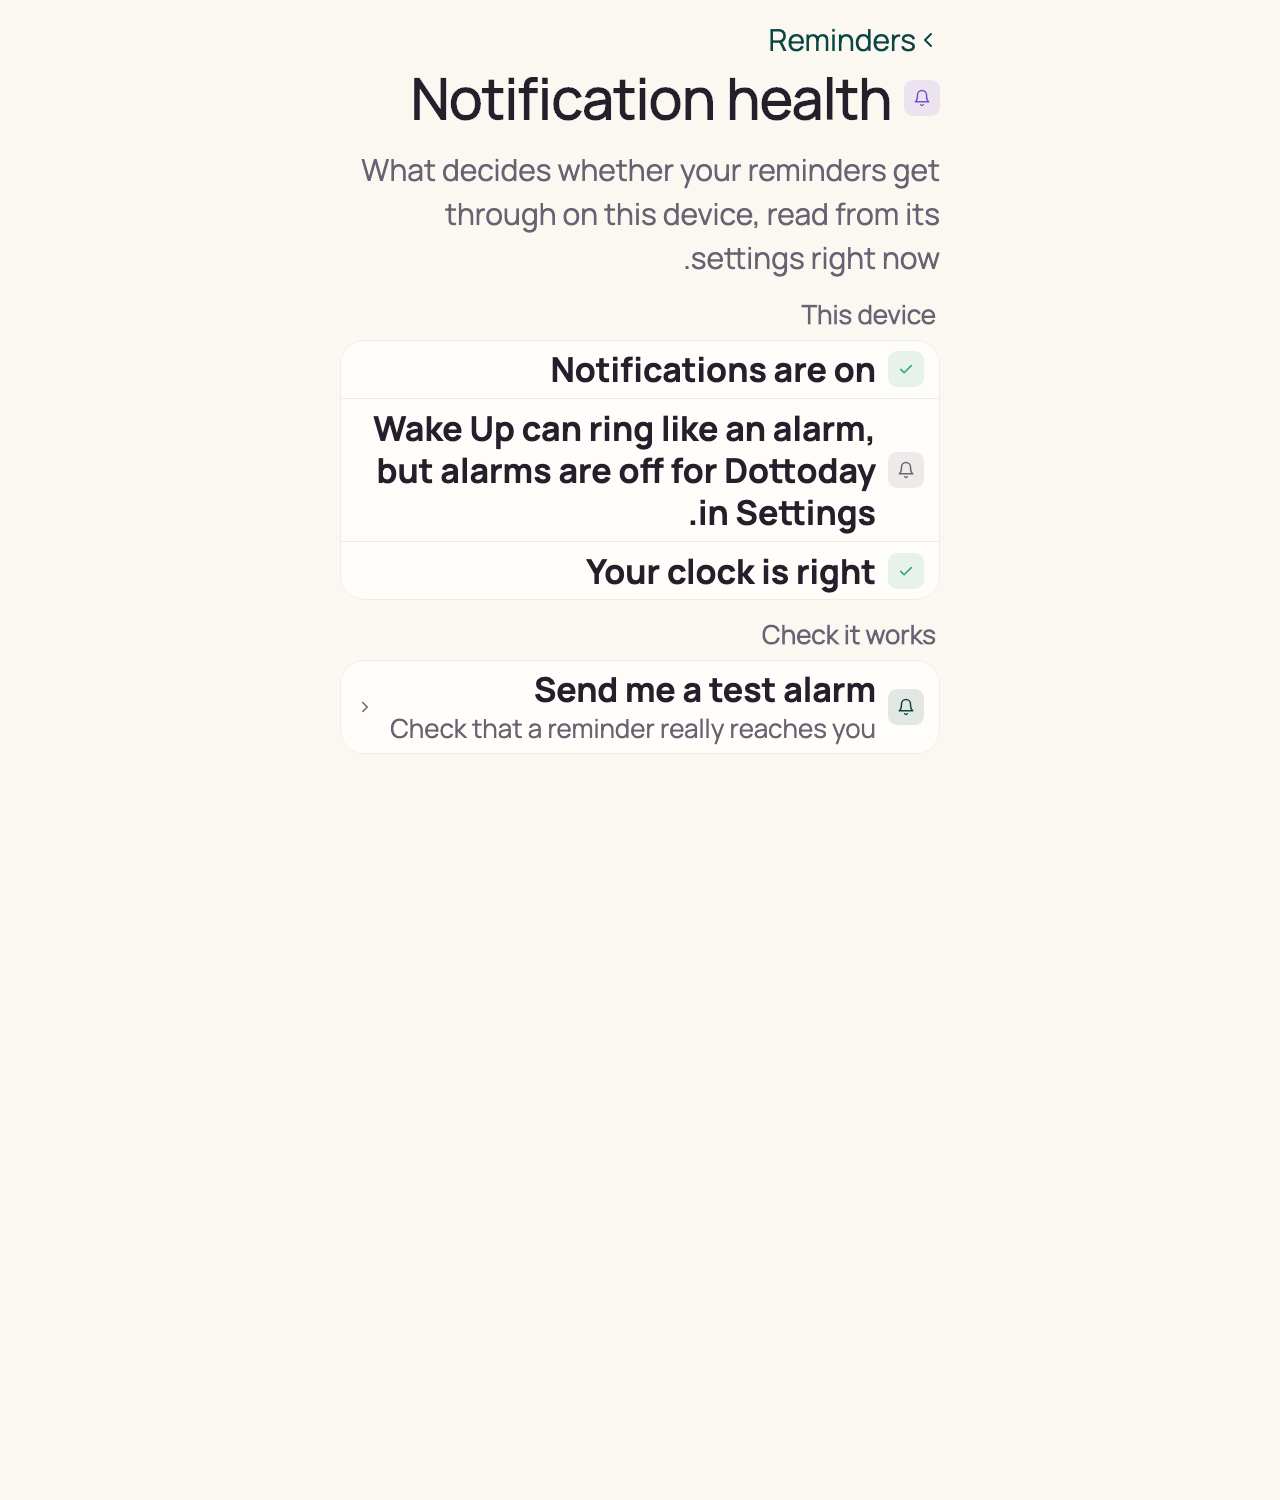 Reminders
Notification health
What decides whether your reminders get
through on this device, read from its
.settings right now
This device
Notifications are on
Wake Up can ring like an alarm,
but alarms are off for Dottoday
.in Settings
Your clock is right
Check it works
Send me a test alarm
Check that a reminder really reaches you